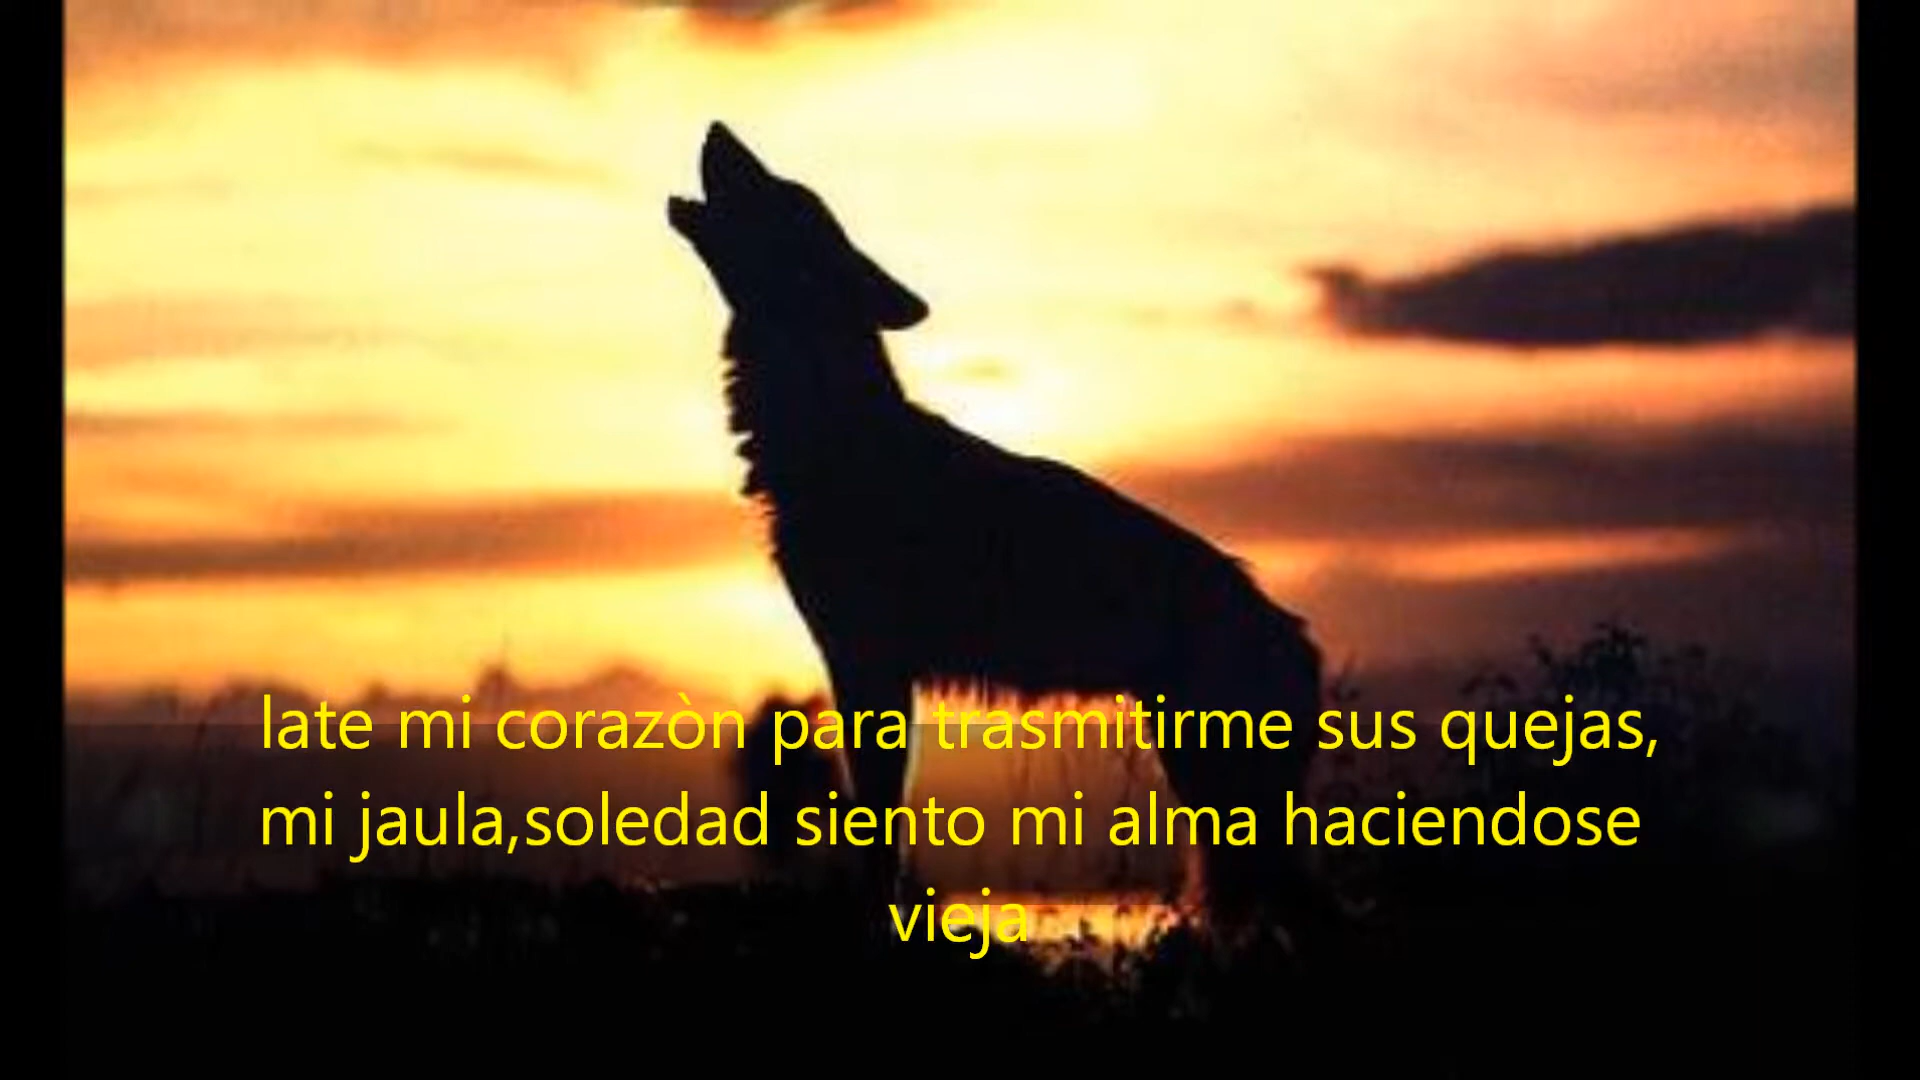 late mi corazòn para trasmitirme sus quejas,
mi jaula,soledad siento mi alma haciendose
vieja